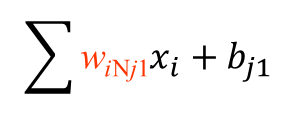 ∑ w_{iNj1}x_i + b_{j1}